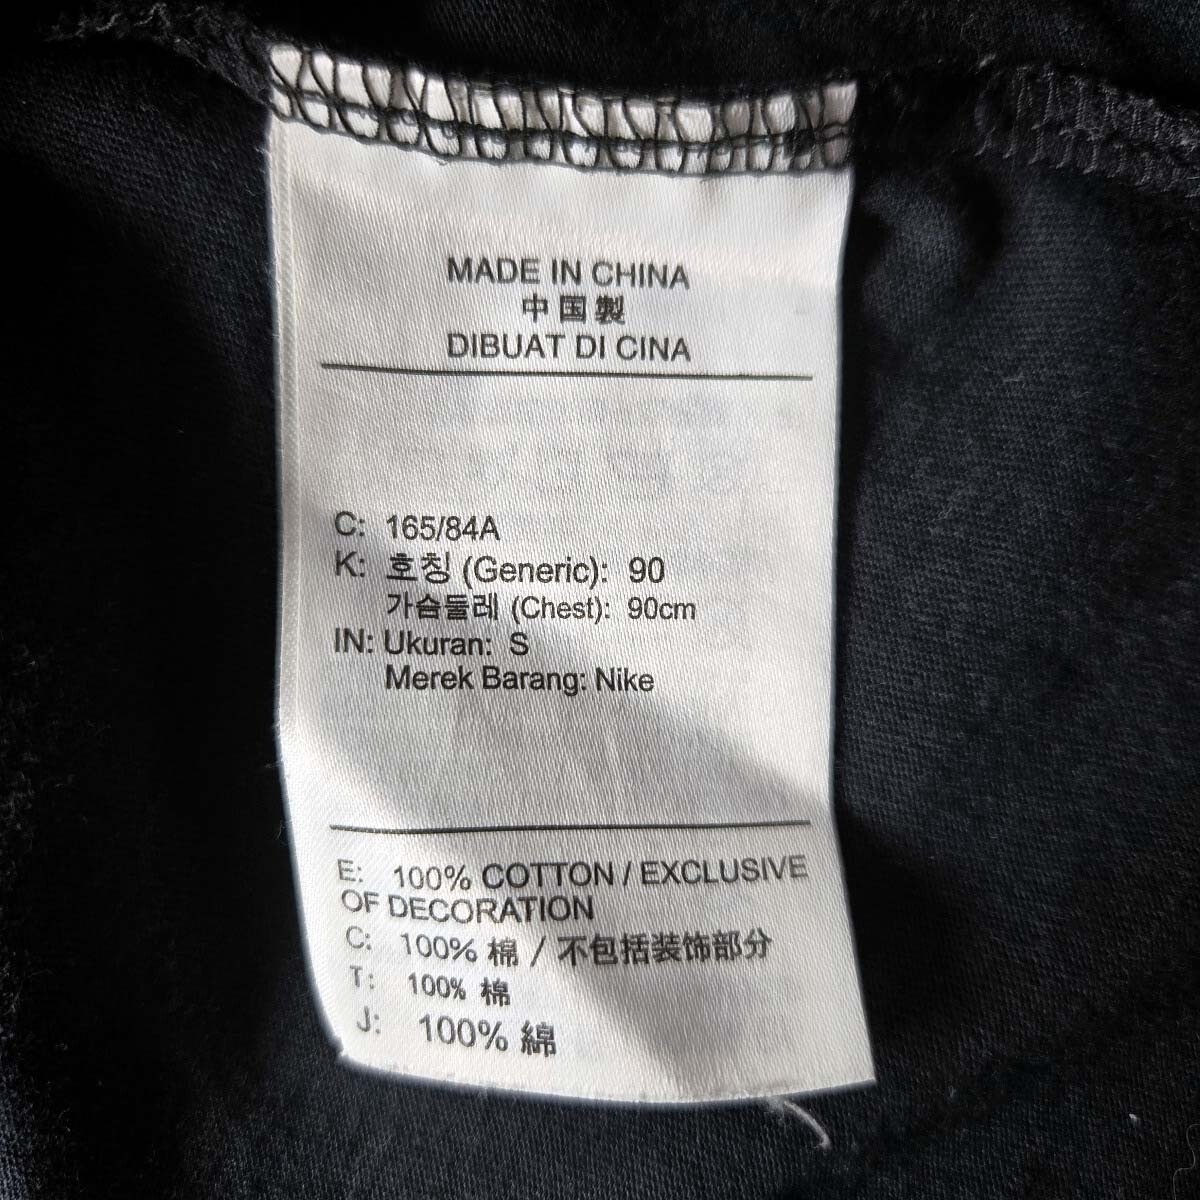 MADE IN CHINA
中国製
DIBUAT DI CINA
C: 165/84A
K: 호칭 (Generic): 90
가슴둘레 (Chest): 90cm
IN: Ukuran: S
Merek Barang: Nike
E: 100% COTTON / EXCLUSIVE
OF DECORATION
C: 100% 棉 / 不包括装饰部分
T: 100% 棉
J: 100% 綿